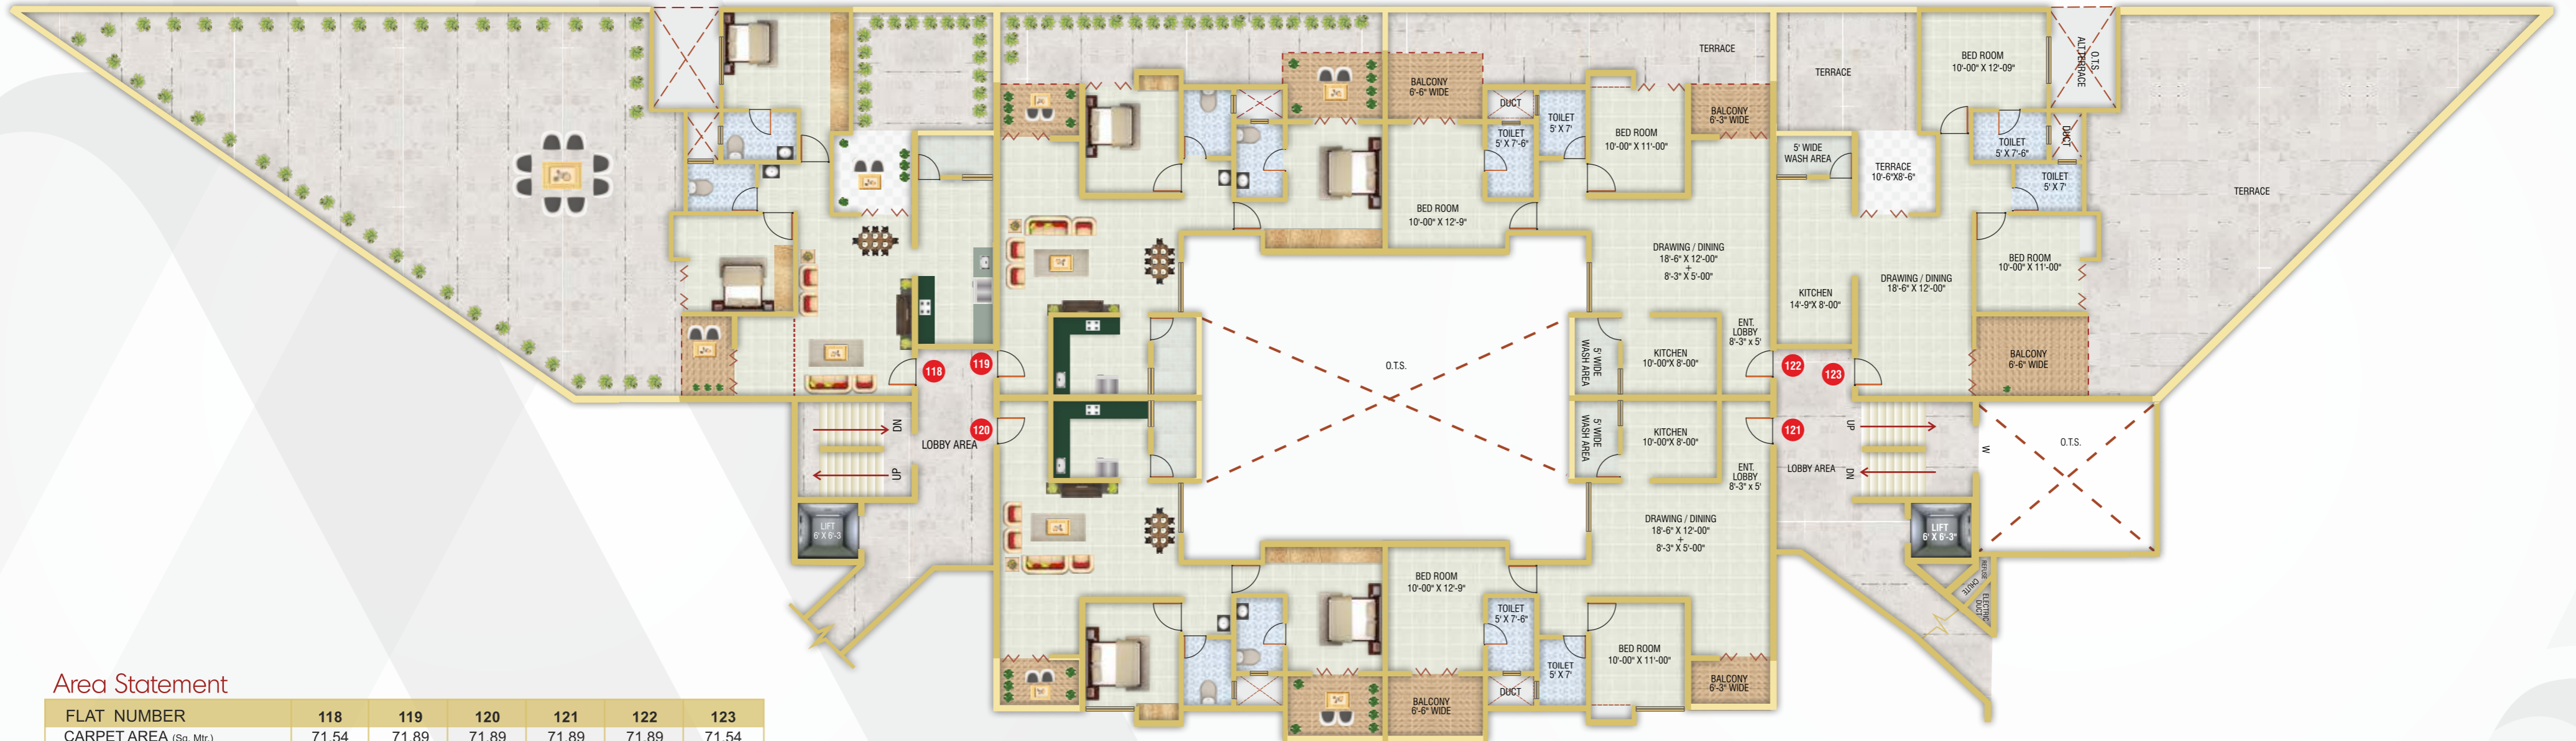 TERRACE
BALCONY
6'-6" WIDE
DUCT
TOILET
5' X 7'
TOILET
5' X 7'-6"
BED ROOM
10'-00" X 11'-00"
BALCONY
6'-3" WIDE
BED ROOM
10'-00" X 12'-9"
DRAWING / DINING
18'-6" X 12'-00"
+
8'-3" X 5'-00"
TERRACE
BED ROOM
10'-00" X 12'-09"
O.T.S.
ALT.TERRACE
5' WIDE
WASH AREA
TERRACE
10'-6"X8'-6"
TOILET
5' X 7'-6"
DUCT
TOILET
5' X 7'
TERRACE
KITCHEN
14'-9"X 8'-00"
DRAWING / DINING
18'-6"X 12'-00"
BED ROOM
10'-00"X 11'-00"
BALCONY
6'-6" WIDE
118
119
120
LOBBY AREA
DN
UP
LIFT
6' X 6'-3
O.T.S.
5' WIDE
WASH AREA
KITCHEN
10'-00"X 8'-00"
ENT.
LOBBY
8'-3" x 5'
122
123
5' WIDE
WASH AREA
KITCHEN
10'-00"X 8'-00"
ENT.
LOBBY
8'-3" x 5'
121
LOBBY AREA
UP
DN
W
O.T.S.
LIFT
6' X 6'-3"
REFUSE
CHUTE
ELECTRIC
DUCT
DRAWING / DINING
18'-6" X 12'-00"
+
8'-3" X 5'-00"
BED ROOM
10'-00" X 12'-9"
TOILET
5' X 7'-6"
TOILET
5' X 7'
BED ROOM
10'-00" X 11'-00"
DUCT
BALCONY
6'-6" WIDE
BALCONY
6'-3" WIDE
Area Statement
FLAT NUMBER 118 119 120 121 122 123
CARPET AREA (Sq. Mtr.) 71.54 71.89 71.89 71.89 71.89 71.54